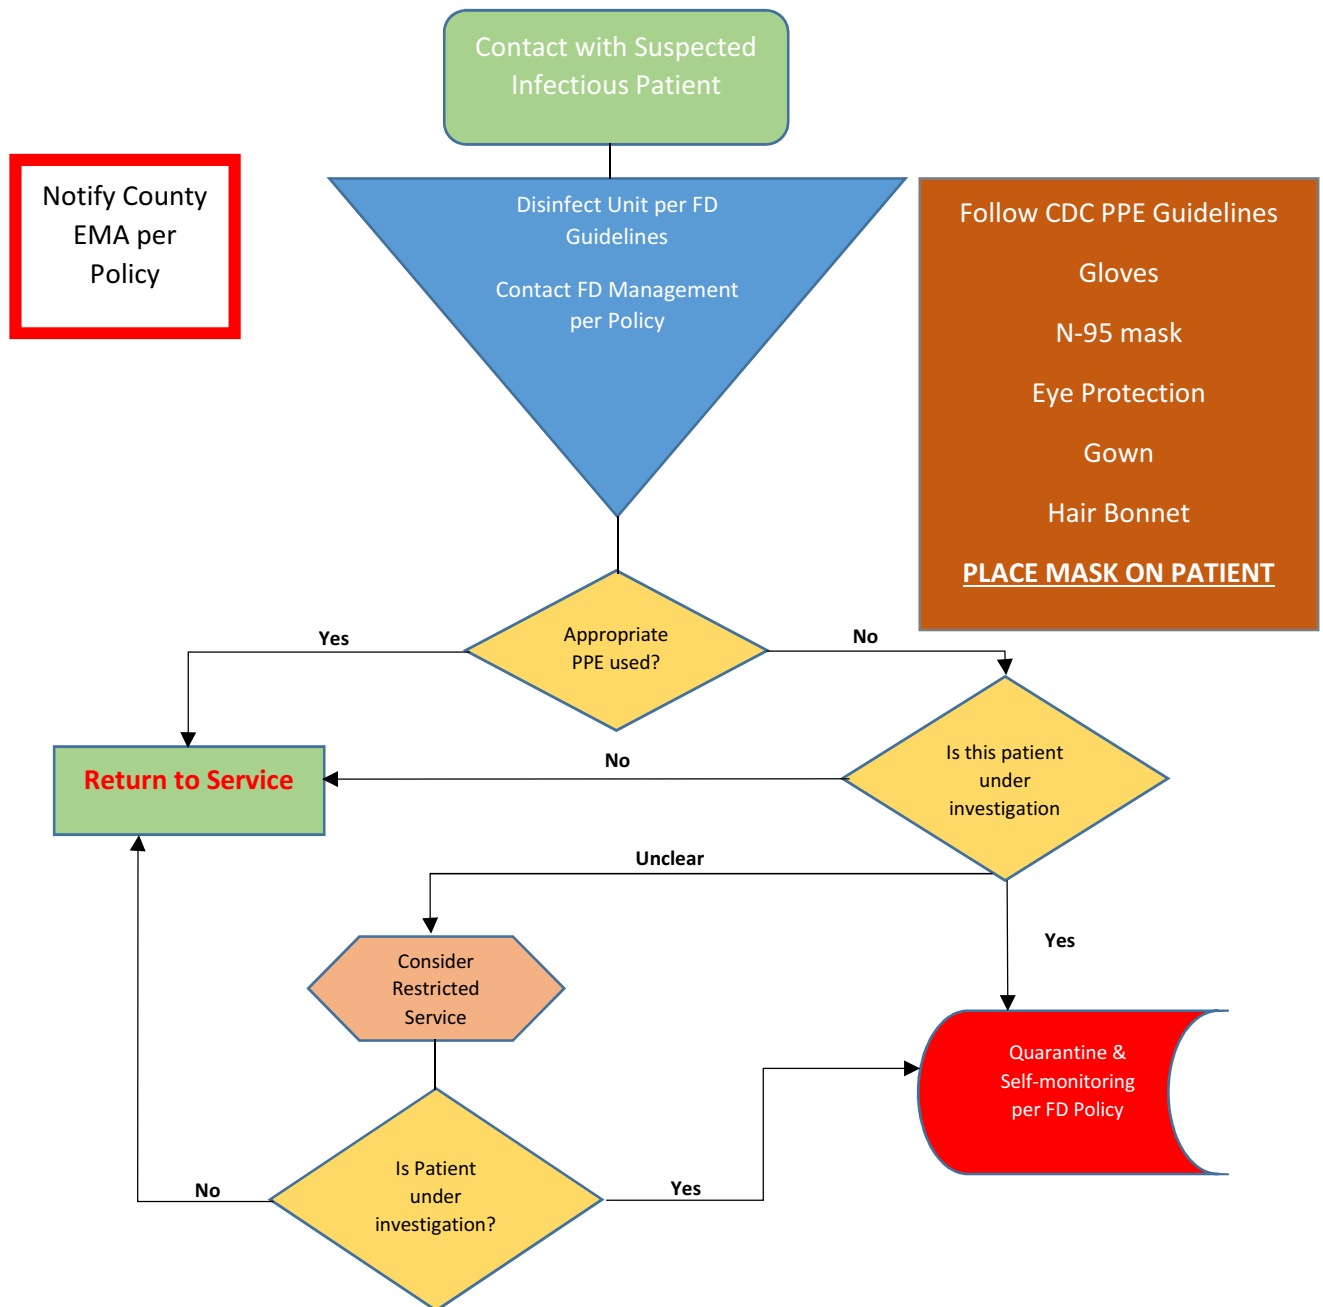 Contact with Suspected
Infectious Patient
Notify County
EMA per
Policy
Disinfect Unit per FD
Guidelines
Contact FD Management
per Policy
Follow CDC PPE Guidelines
Gloves
N-95 mask
Eye Protection
Gown
Hair Bonnet
PLACE MASK ON PATIENT
Appropriate
PPE used?
Yes
No
Return to Service
No
Is this patient
under
investigation
Unclear
Yes
Consider
Restricted
Service
Quarantine &
Self-monitoring
per FD Policy
Is Patient
under
investigation?
No
Yes